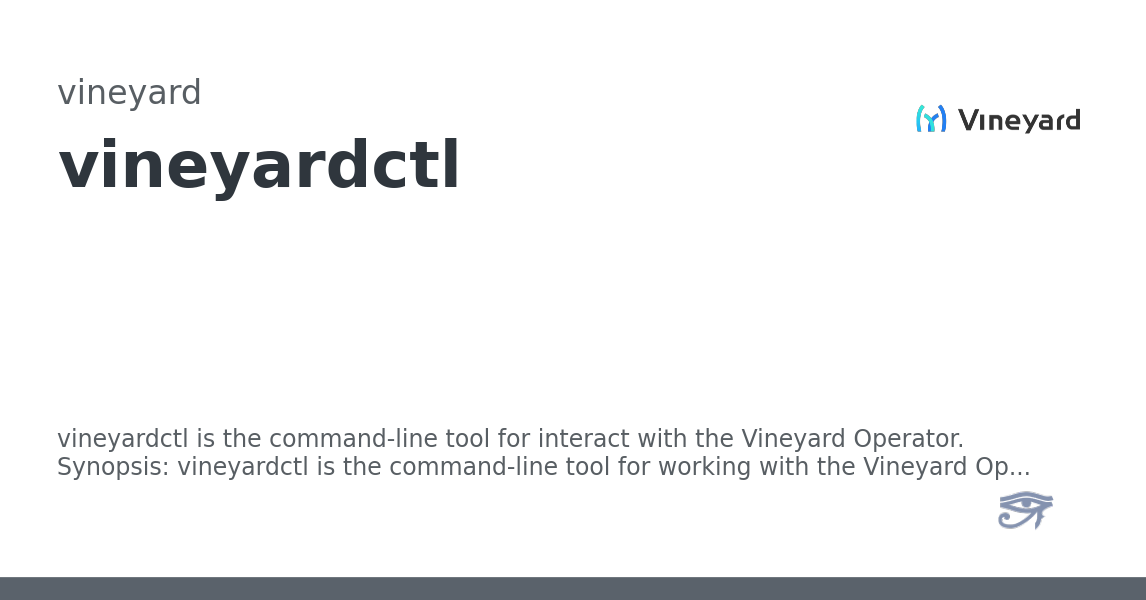 vineyard
Vineyard
vineyardctl
vineyardctl is the command-line tool for interact with the Vineyard Operator.
Synopsis: vineyardctl is the command-line tool for working with the Vineyard Op...